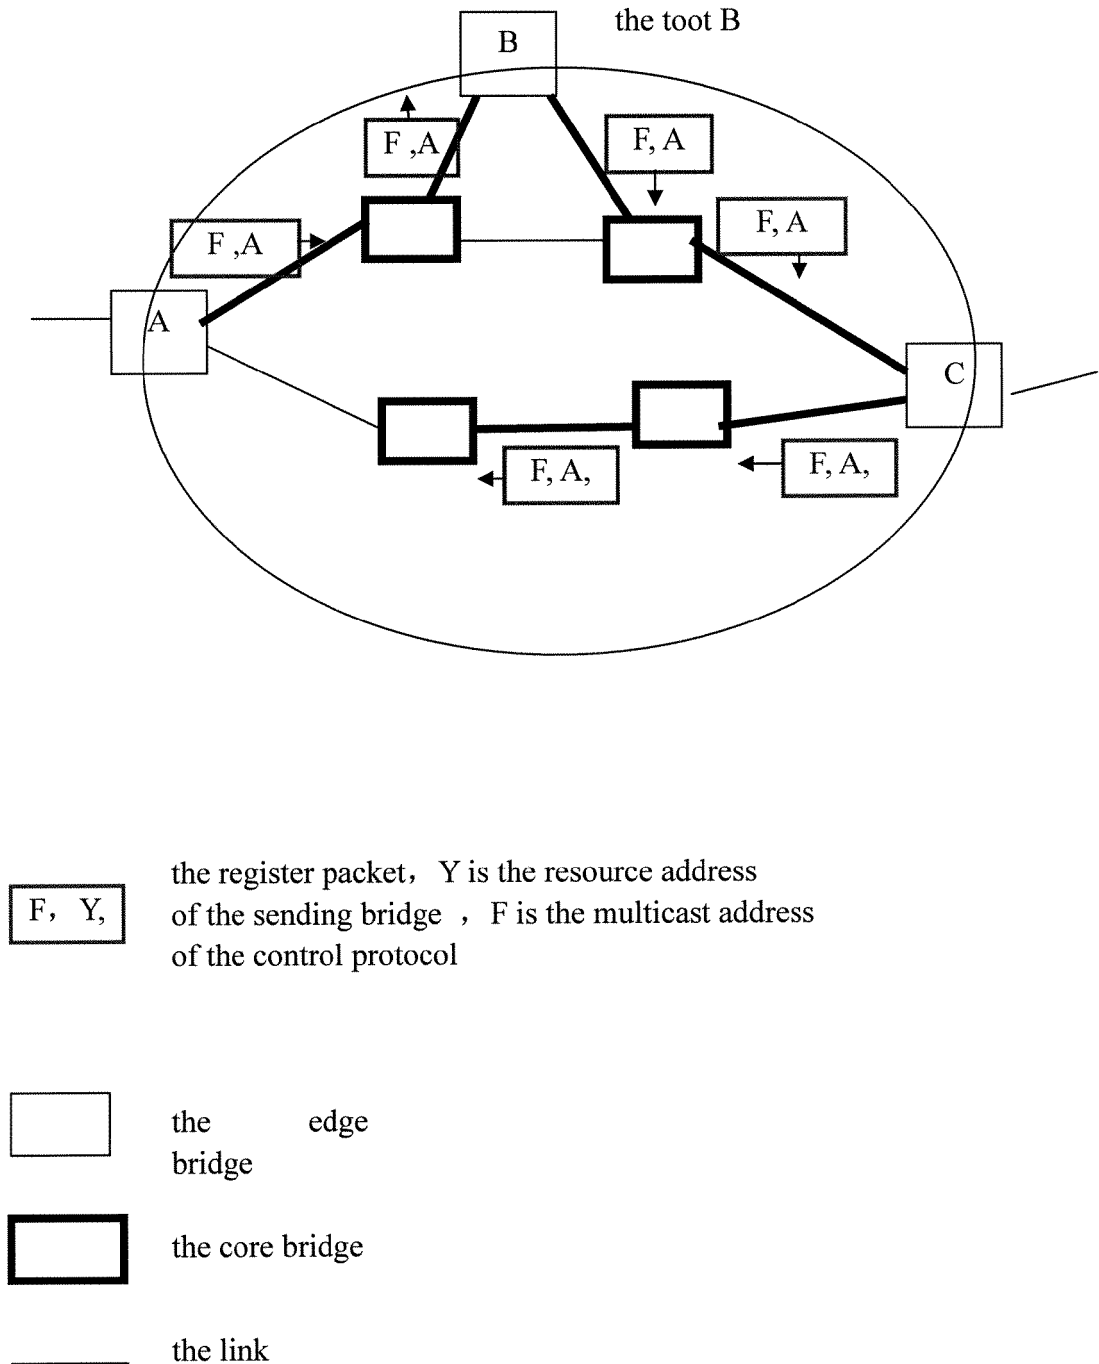 the toot B
B
F ,A
F, A
F, A
F ,A
A
C
F, A,
F, A,
F， Y,
the register packet，Y is the resource address
of the sending bridge ，F is the multicast address
of the control protocol
the edge
bridge
the core bridge
the link